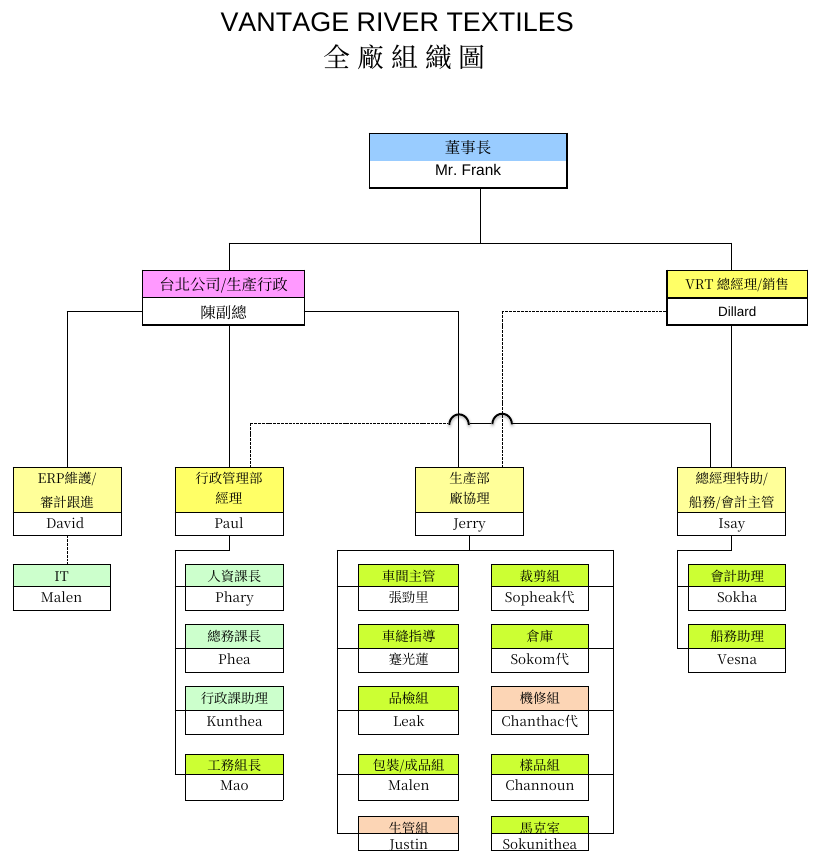 VANTAGE RIVER TEXTILES
全廠組織圖
董事長
Mr. Frank
台北公司/生產行政
陳副總
VRT 總經理/銷售
Dillard
ERP維護/
審計跟進
David
行政管理部
經理
Paul
生產部
廠協理
Jerry
總經理特助/
船務/會計主管
Isay
IT
Malen
人資課長
Phary
總務課長
Phea
行政課助理
Kunthea
工務組長
Mao
車間主管
張勁里
車縫指導
蹇光蓮
品檢組
Leak
包裝/成品組
Malen
生管組
Justin
裁剪組
Sopheak代
倉庫
Sokom代
機修組
Chanthac代
樣品組
Channoun
馬克室
Sokunithea
會計助理
Sokha
船務助理
Vesna